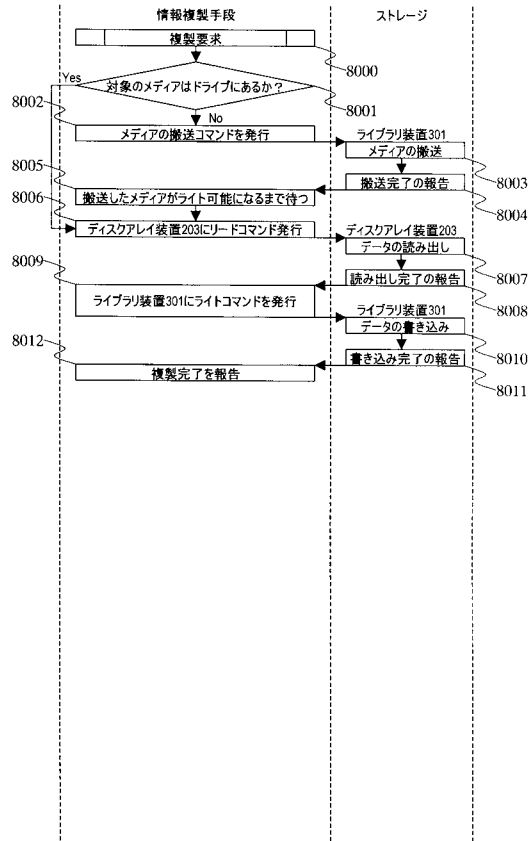 情報複製手段
ストレージ
複製要求
8000
Yes
対象のメディアはドライブにあるか?
8001
No
8002
メディアの搬送コマンドを発行
ライブラリ装置301
メディアの搬送
8003
8005
搬送完了の報告
8004
搬送したメディアがライト可能になるまで待つ
8006
ディスクアレイ装置203にリードコマンド発行
ディスクアレイ装置203
データの読み出し
8007
8009
読み出し完了の報告
8008
ライブラリ装置301にライトコマンドを発行
ライブラリ装置301
データの書き込み
8010
8012
書き込み完了の報告
8011
複製完了を報告